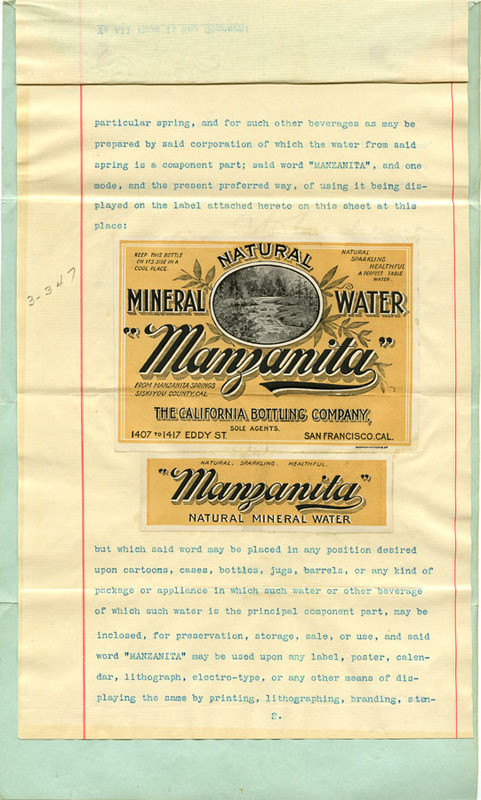 particular spring, and for such other beverages as may be
prepared by said corporation of which the water from said
spring is a component part; said word "MANZANITA", and one
mode, and the present preferred way, of using it being dis-
played on the label attached hereto on this sheet at this
place:
3-347
KEEP THIS BOTTLE
ON ITS SIDE IN A
COOL PLACE.
NATURAL
NATURAL
SPARKLING
HEALTHFUL
A PERFECT TABLE
WATER.
MINERAL WATER
"Manzanita"
FROM MANZANITA SPRINGS
SISKIYOU COUNTY, CAL
THE CALIFORNIA BOTTLING COMPANY,
SOLE AGENTS.
1407 TO 1417 EDDY ST. SAN FRANCISCO. CAL.
NATURAL. SPARKLING. HEALTHFUL.
"Manzanita"
NATURAL MINERAL WATER
but which said word may be placed in any position desired
upon cartoons, cases, bottles, jugs, barrels, or any kind of
package or appliance in which such water or other beverage
of which such water is the principal component part, may be
inclosed, for preservation, storage, sale, or use, and said
word "MANZANITA" may be used upon any label, poster, calen-
dar, lithograph, electro-type, or any other means of dis-
playing the same by printing, lithographing, branding, sten-
2.